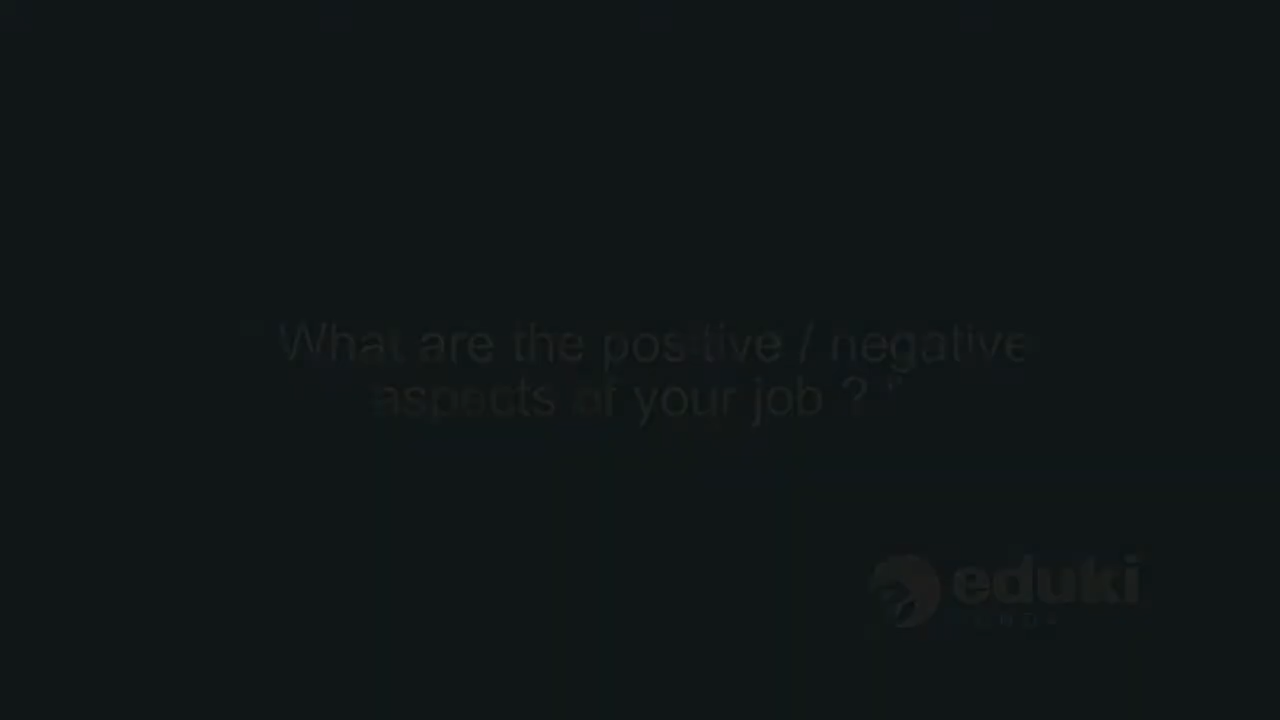 "What are the positive / negative
aspects of your job ? "
eduki